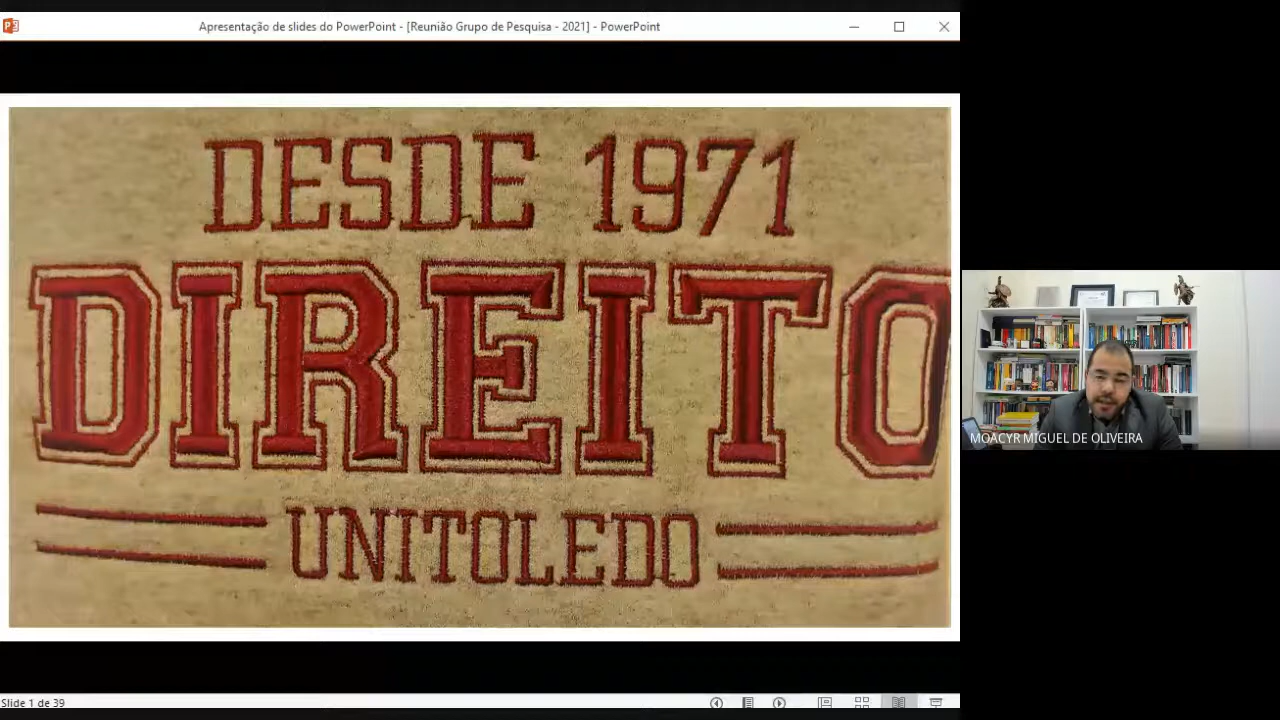 Apresentação de slides do PowerPoint - [Reunião Grupo de Pesquisa - 2021] - PowerPoint
DESDE 1971
DIREITO
UNITOLEDO
MOACYR MIGUEL DE OLIVEIRA
Slide 1 de 39